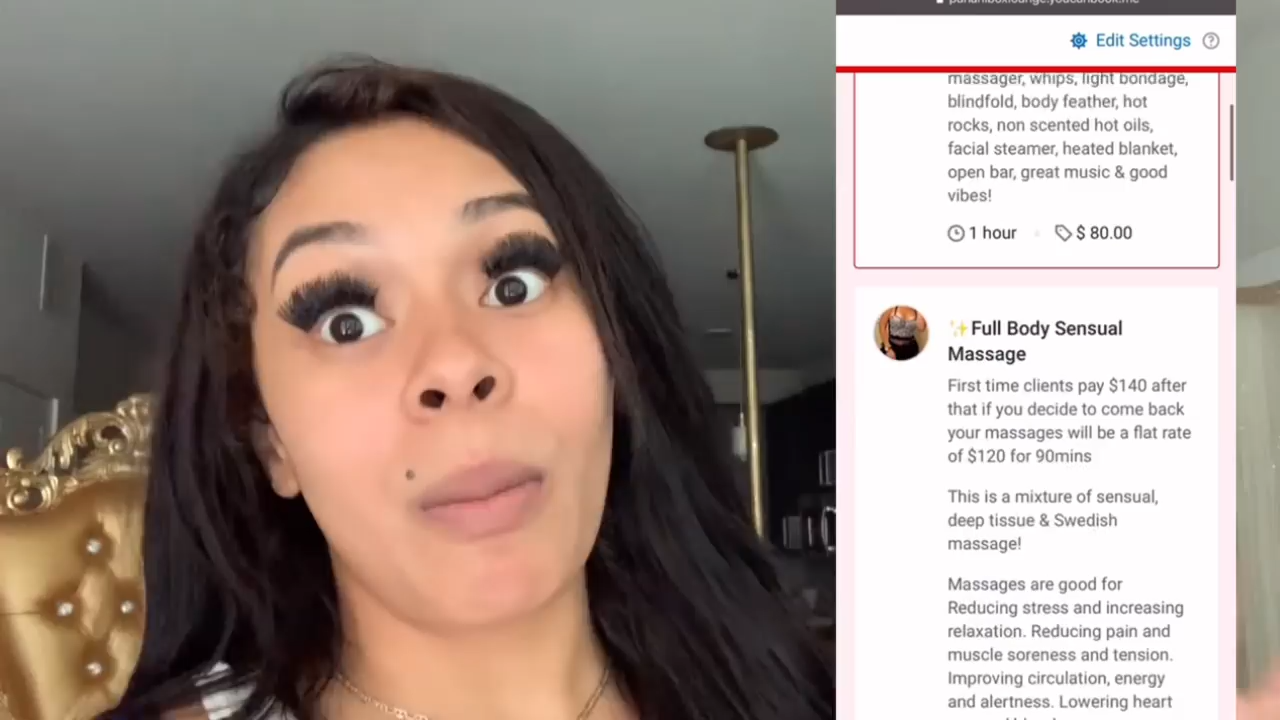 Edit Settings
massager, whips, light bondage,
blindfold, body feather, hot
rocks, non scented hot oils,
facial steamer, heated blanket,
open bar, great music & good
vibes!
1 hour
$ 80.00
✨Full Body Sensual
Massage
First time clients pay $140 after
that if you decide to come back
your massages will be a flat rate
of $120 for 90mins
This is a mixture of sensual,
deep tissue & Swedish
massage!
Massages are good for
Reducing stress and increasing
relaxation. Reducing pain and
muscle soreness and tension.
Improving circulation, energy
and alertness. Lowering heart